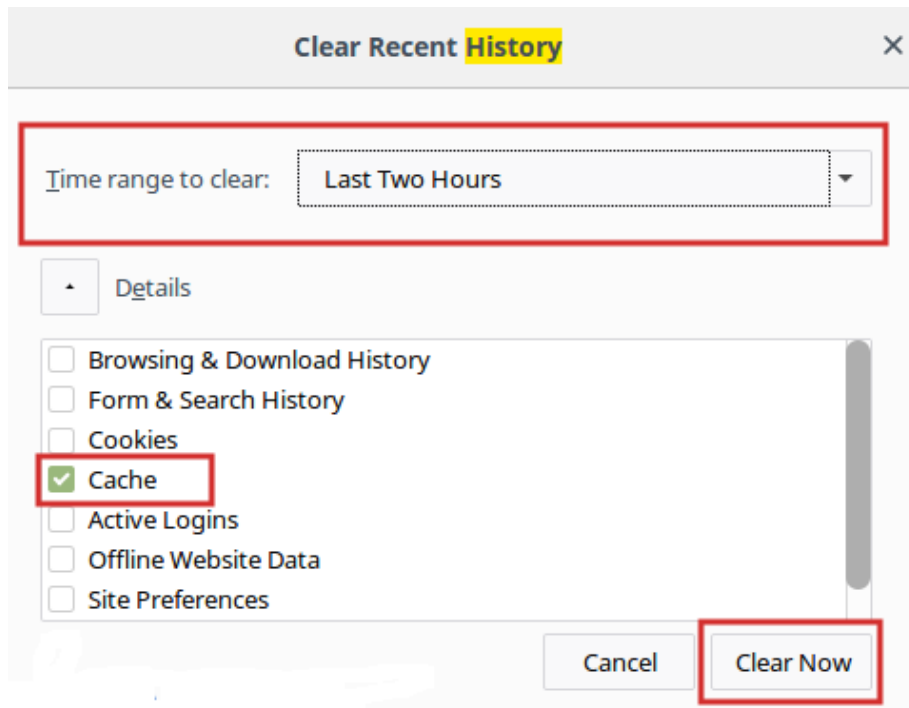 Clear Recent History
Time range to clear: Last Two Hours
Details
Browsing & Download History
Form & Search History
Cookies
Cache
Active Logins
Offline Website Data
Site Preferences
Cancel Clear Now